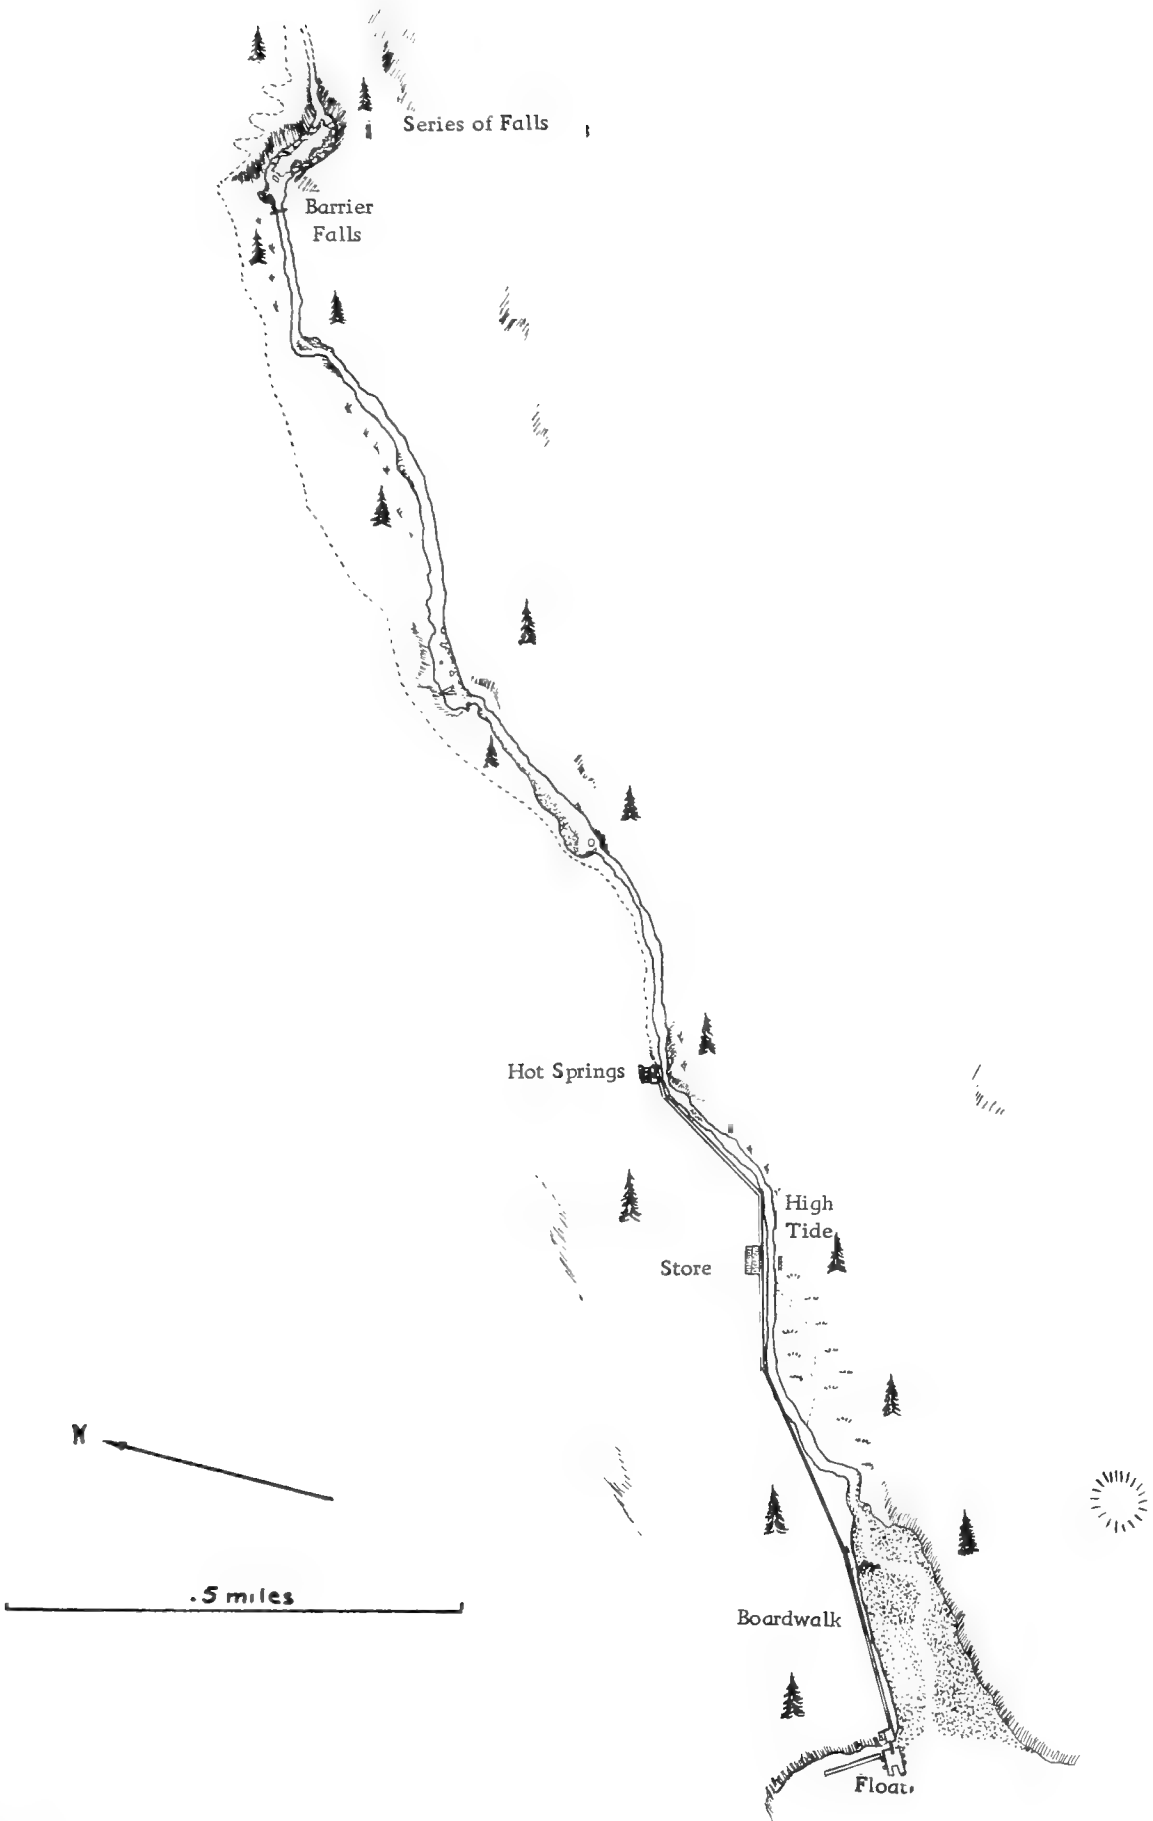 Series of Falls
Barrier
Falls
Hot Springs
High
Tide
Store
N
.5 miles
Boardwalk
Float